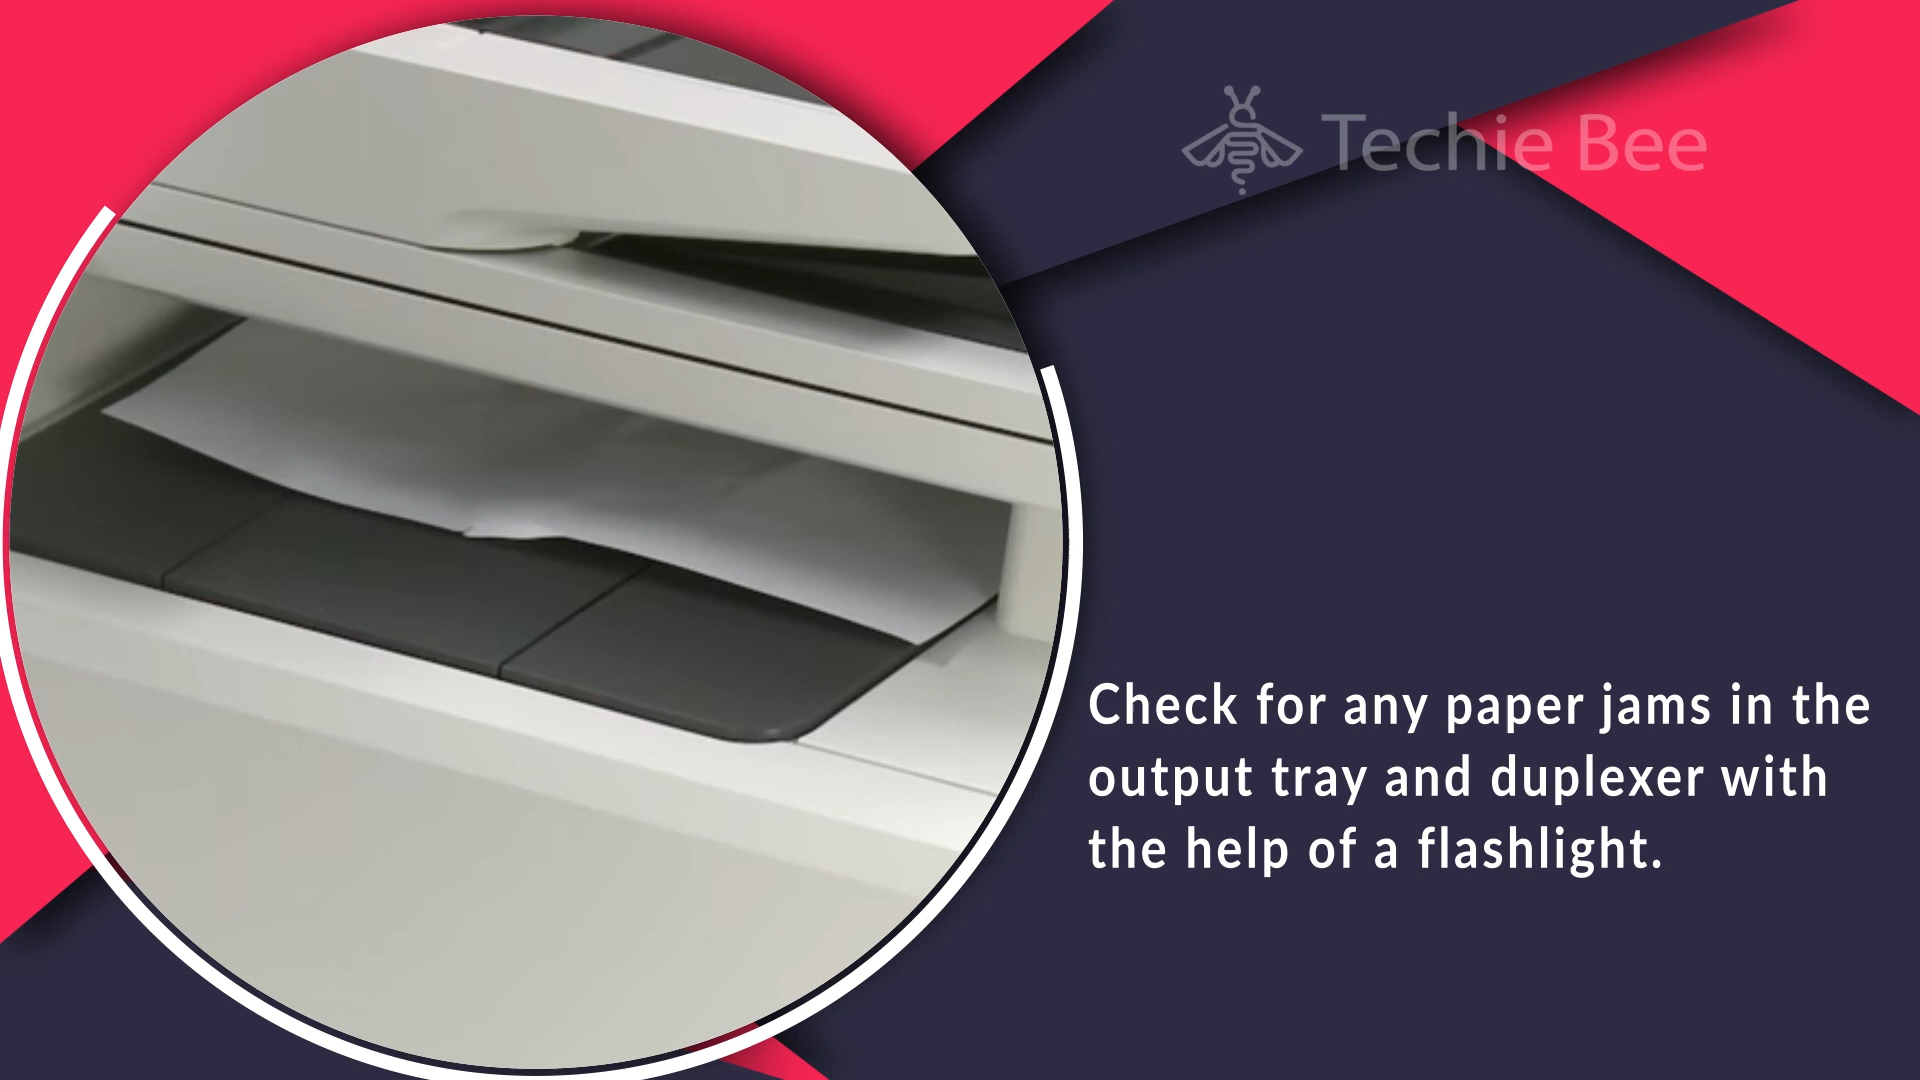 Techie Bee
Check for any paper jams in the
output tray and duplexer with
the help of a flashlight.